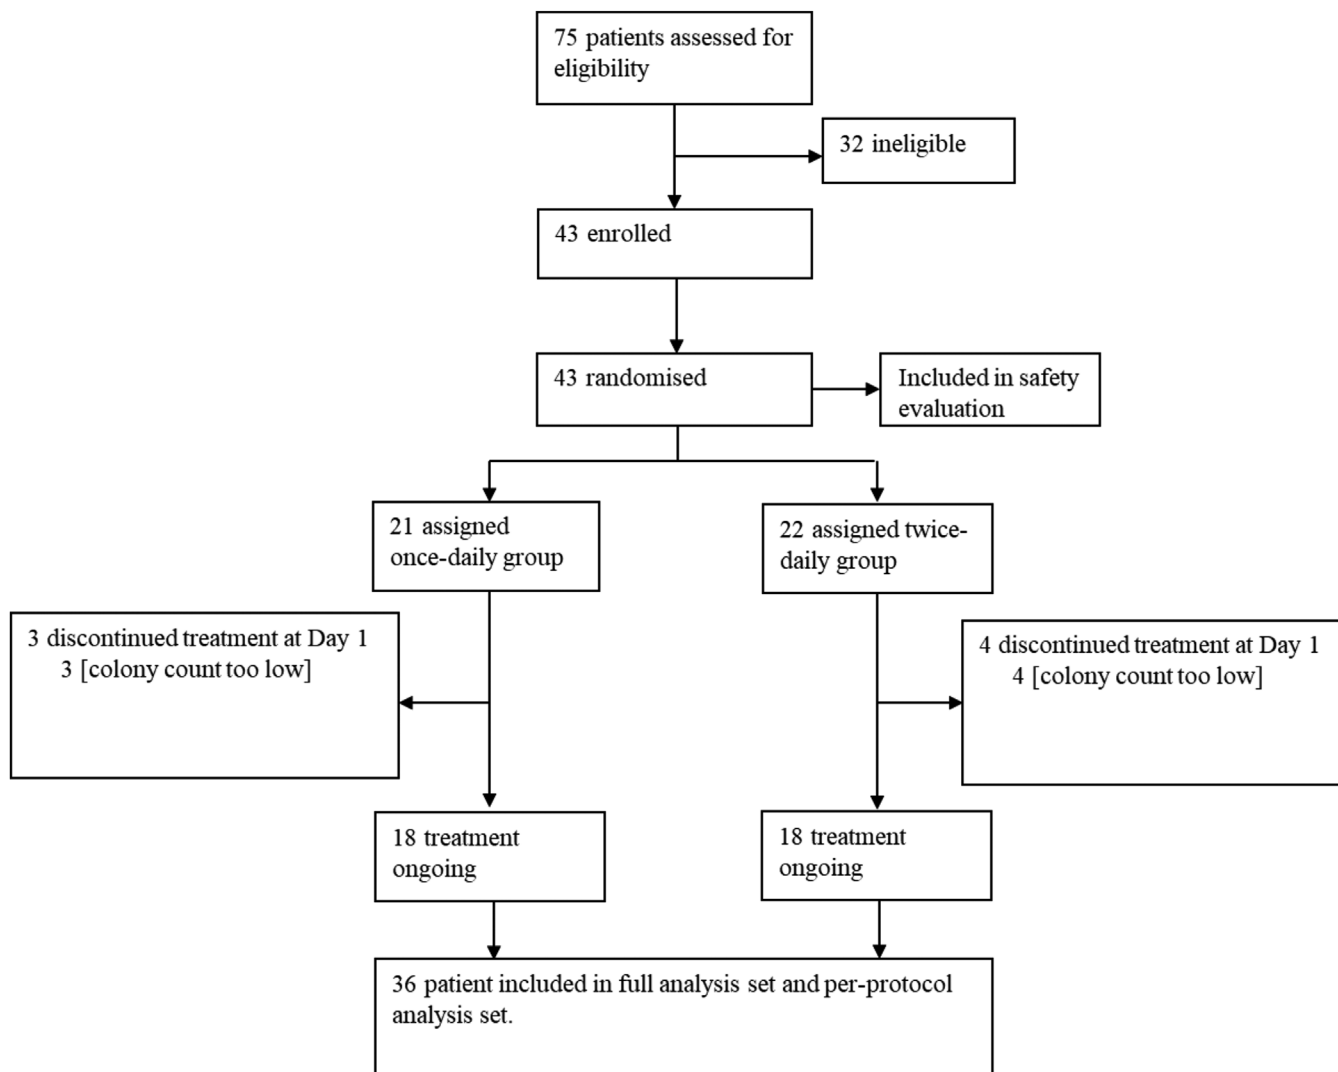 75 patients assessed for
eligibility
32 ineligible
43 enrolled
43 randomised
Included in safety
evaluation
21 assigned
once-daily group
22 assigned twice-
daily group
3 discontinued treatment at Day 1
3 [colony count too low]
4 discontinued treatment at Day 1
4 [colony count too low]
18 treatment
ongoing
18 treatment
ongoing
36 patient included in full analysis set and per-protocol
analysis set.